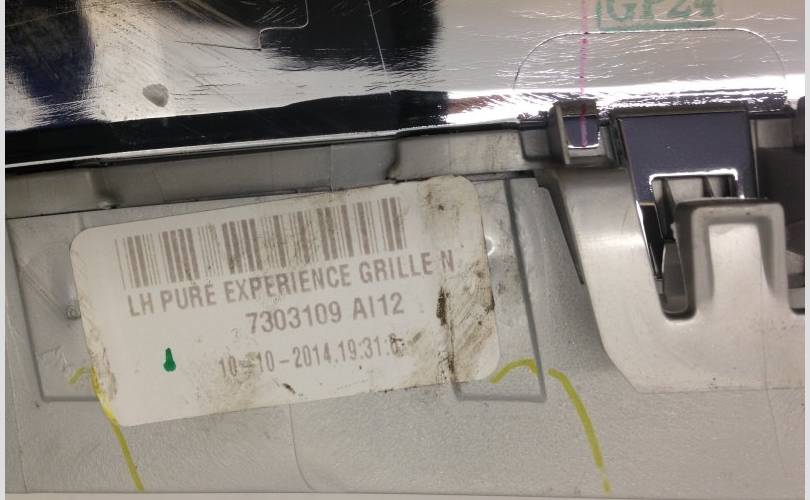 GP24
LH PURE EXPERIENCE GRILLE N
7303109 AI12
10-10-2014.19:31: